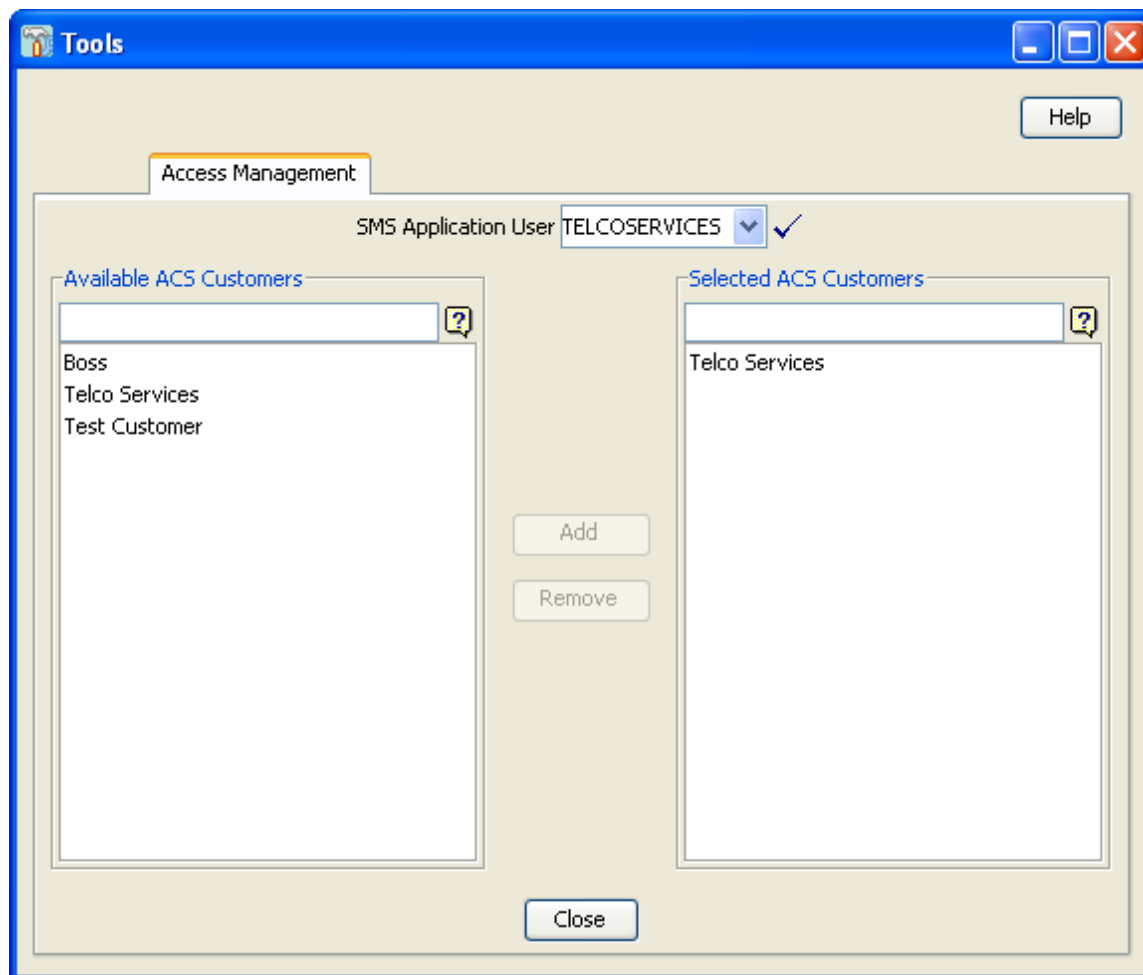 Tools
Help
Access Management
SMS Application User TELCOSERVICES
Available ACS Customers
Selected ACS Customers
?
?
Boss
Telco Services
Test Customer
Telco Services
Add
Remove
Close